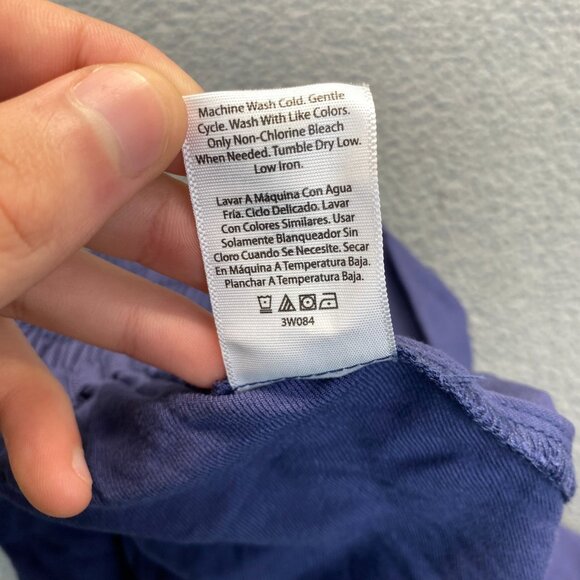 Machine Wash Cold. Gentle
Cycle. Wash With Like Colors.
Only Non-Chlorine Bleach
When Needed. Tumble Dry Low.
Low Iron.
Lavar A Máquina Con Agua
Fría. Ciclo Delicado. Lavar
Con Colores Similares. Usar
Solamente Blanqueador Sin
Cloro Cuando Se Necesite. Secar
En Máquina A Temperatura Baja.
Planchar A Temperatura Baja.
3W084